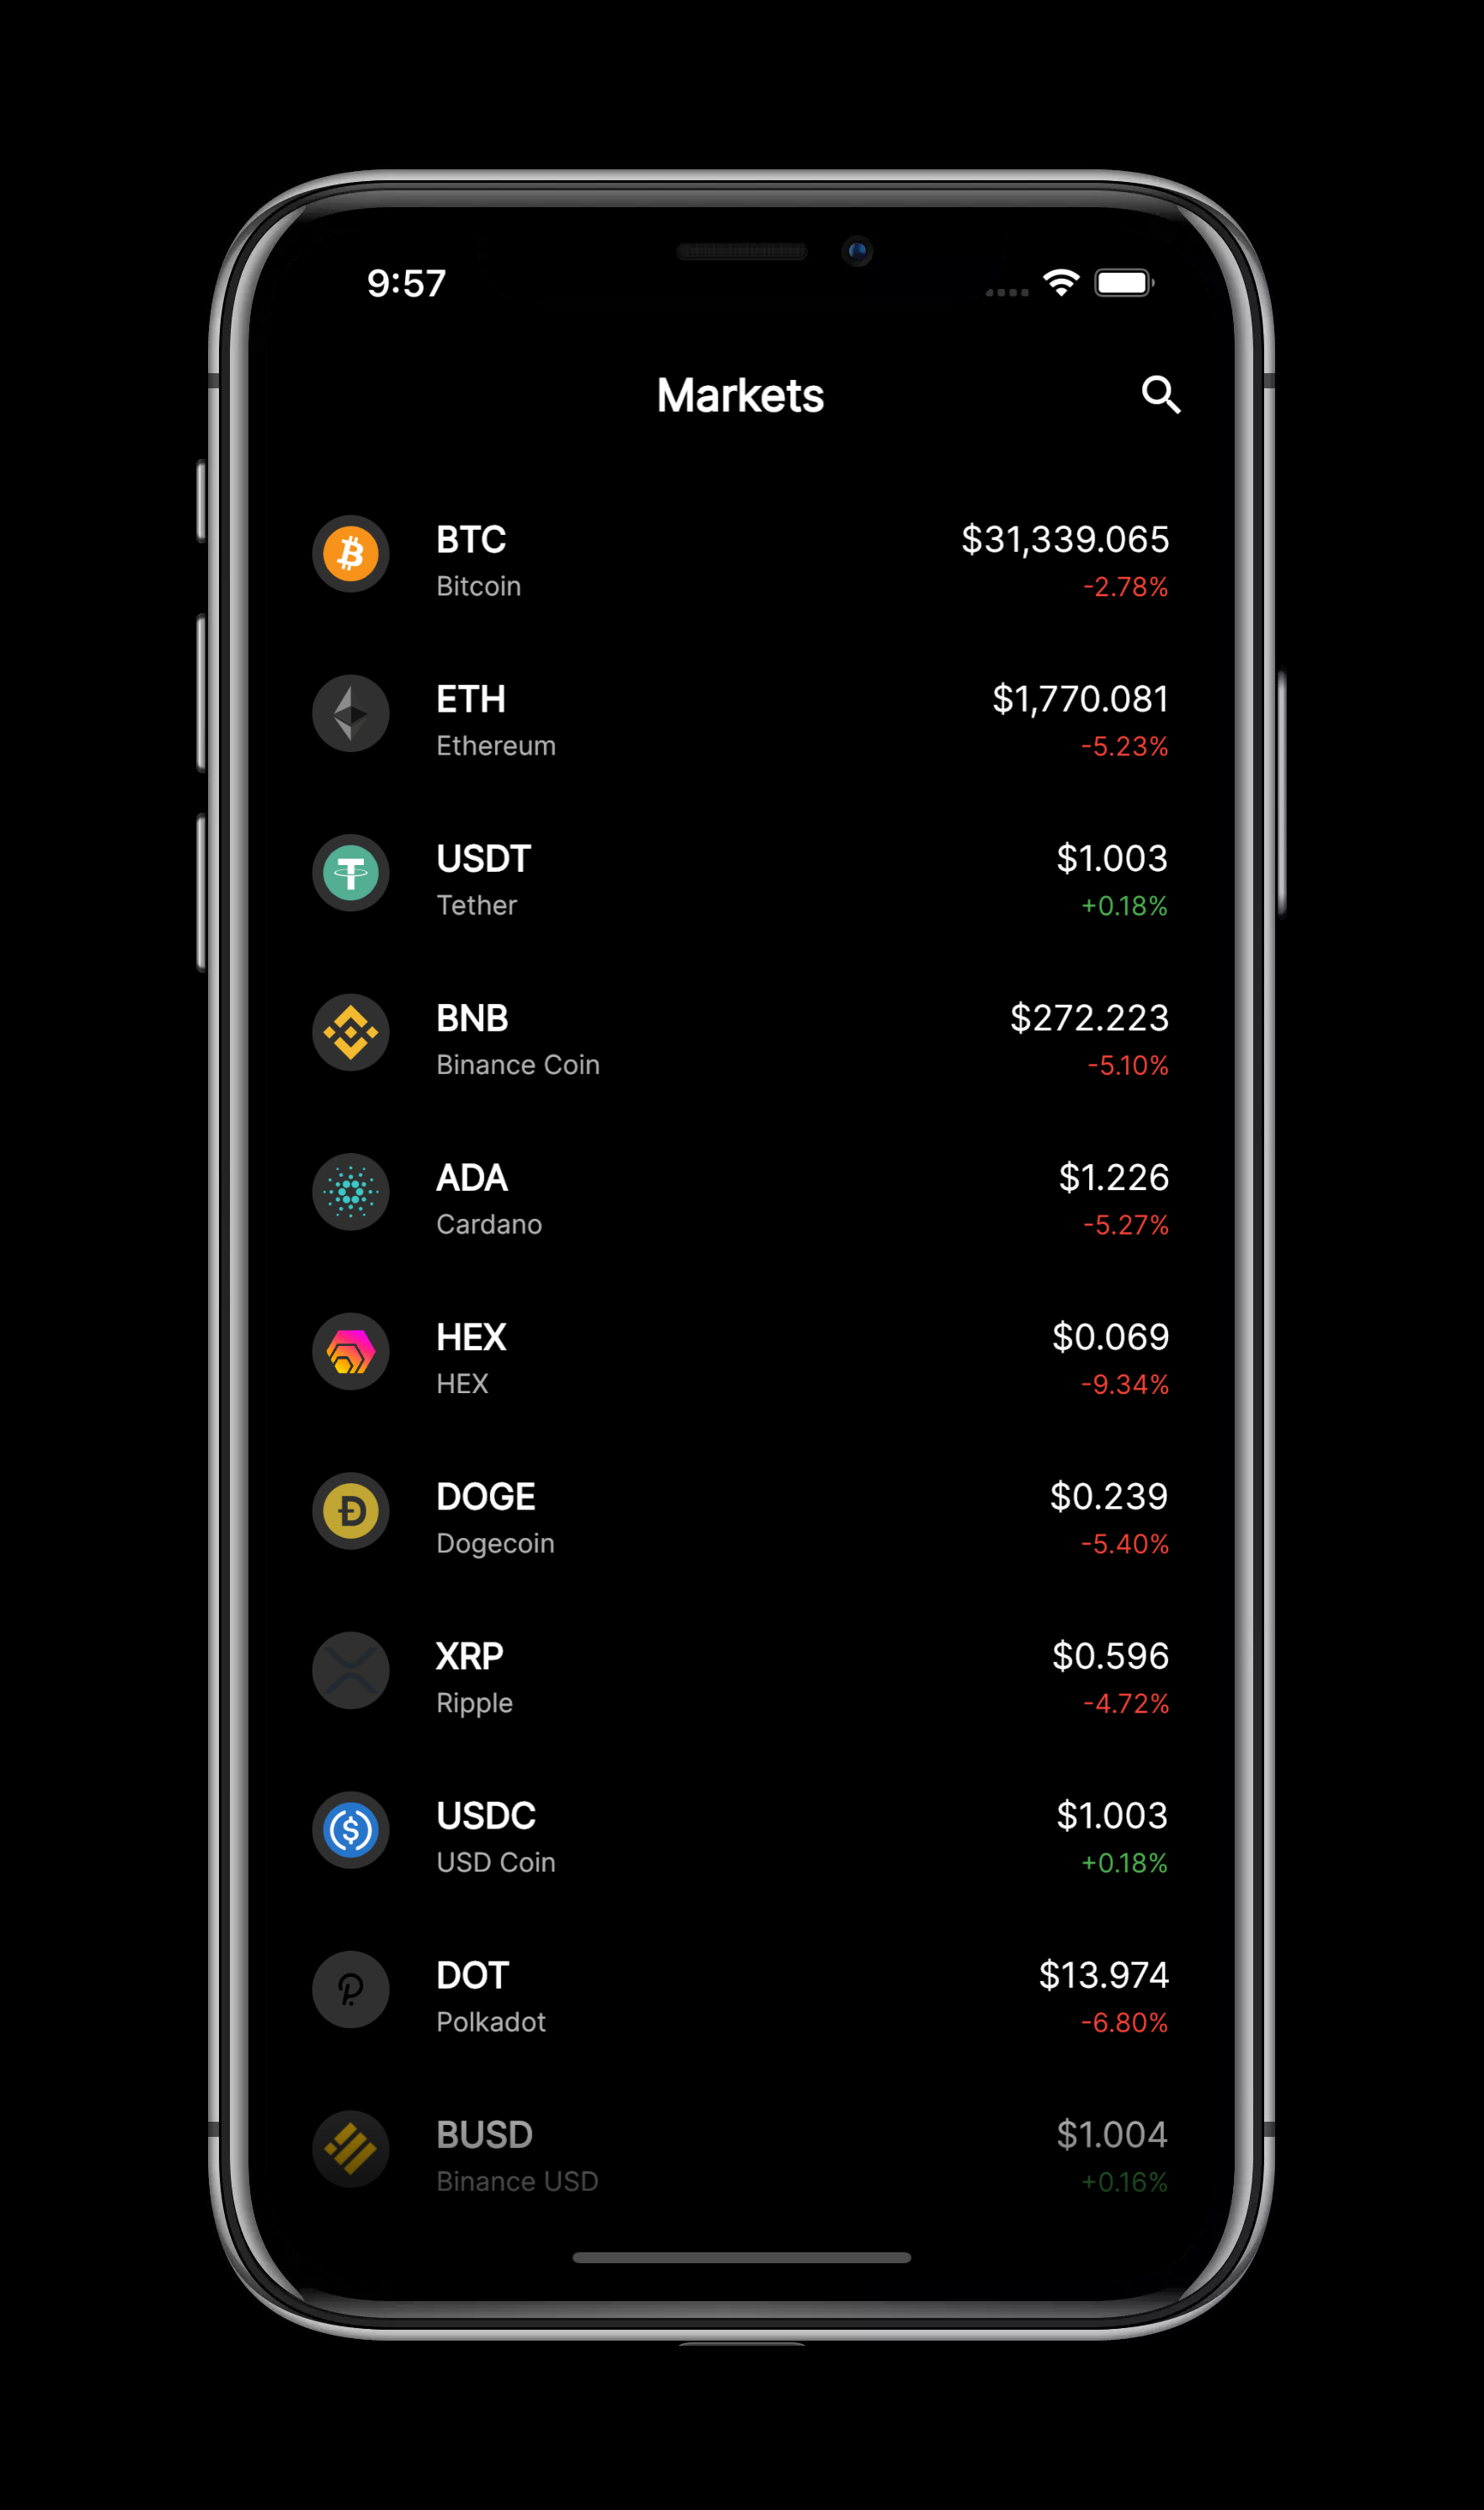 9:57
Markets
BTC $31,339.065
Bitcoin -2.78%
ETH $1,770.081
Ethereum -5.23%
USDT $1.003
Tether +0.18%
BNB $272.223
Binance Coin -5.10%
ADA $1.226
Cardano -5.27%
HEX $0.069
HEX -9.34%
DOGE $0.239
Dogecoin -5.40%
XRP $0.596
Ripple -4.72%
USDC $1.003
USD Coin +0.18%
DOT $13.974
Polkadot -6.80%
BUSD $1.004
Binance USD +0.16%